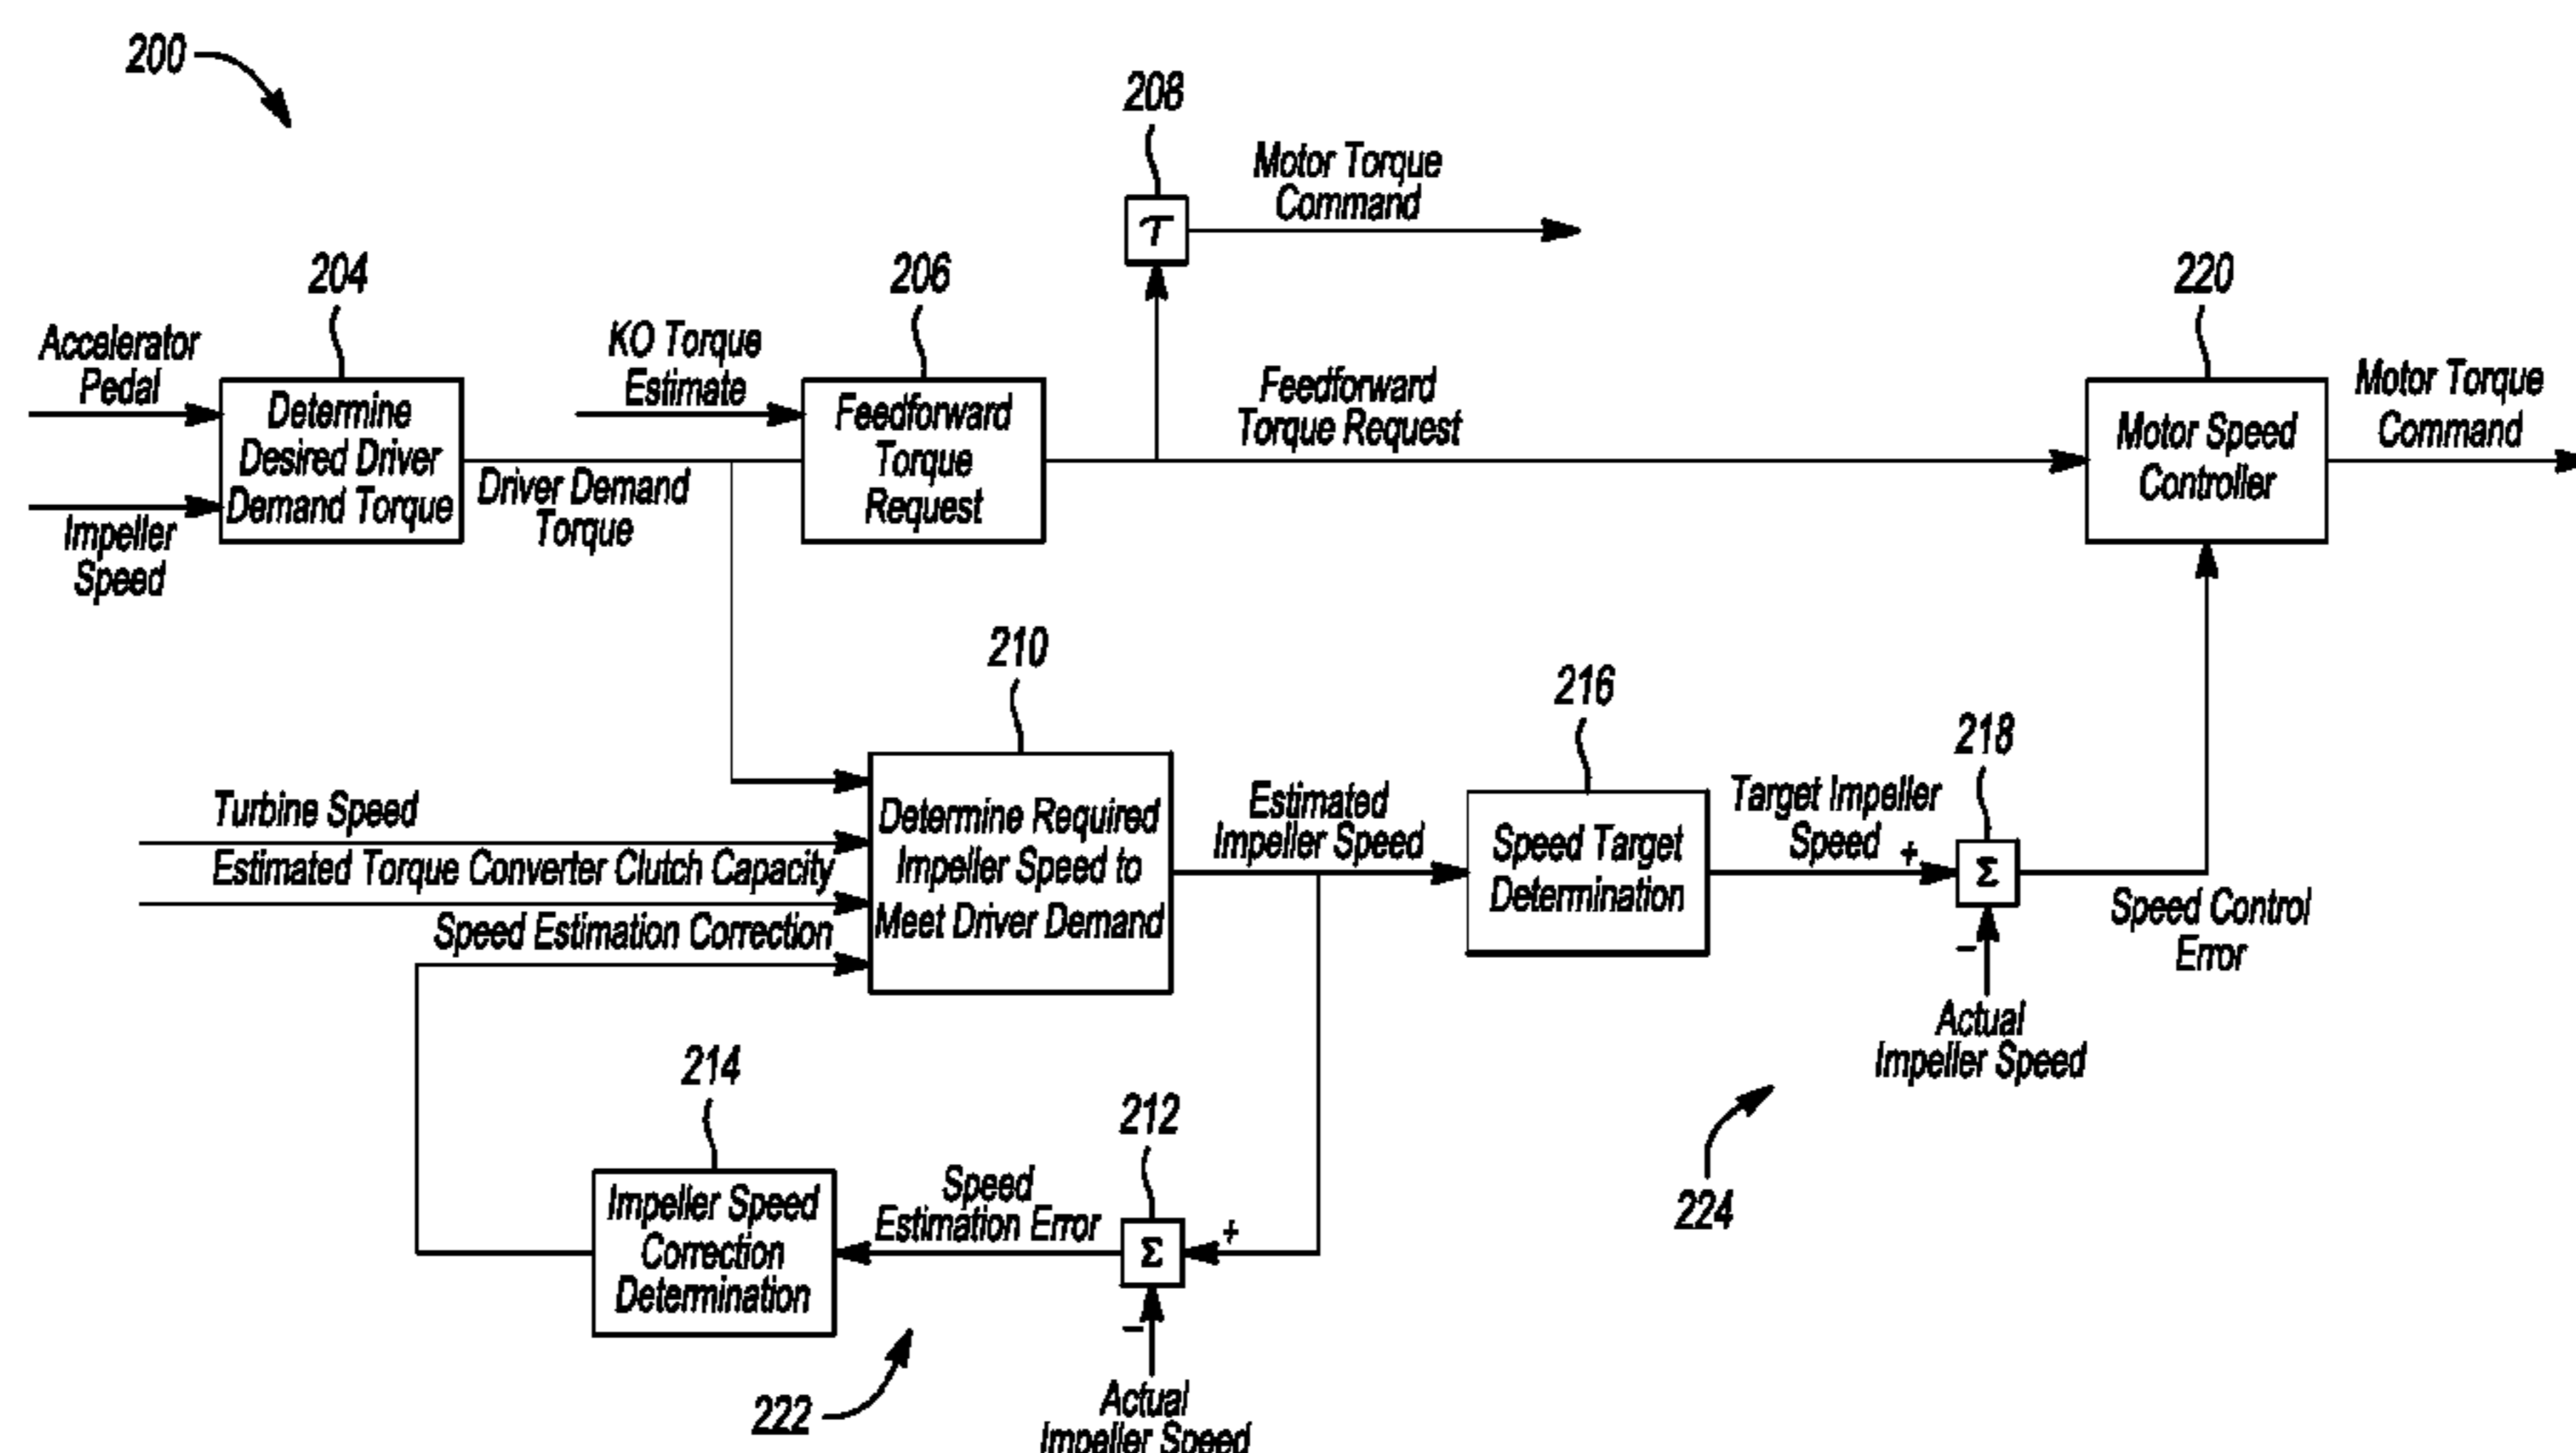 200
208
Motor Torque
Command
τ
204
206
220
Accelerator
Pedal
KO Torque
Estimate
Feedforward
Torque Request
Motor Torque
Command
Determine
Desired Driver
Demand Torque
Feedforward
Torque
Request
Motor Speed
Controller
Driver Demand
Torque
Impeller
Speed
210
216
218
Turbine Speed
Estimated Torque Converter Clutch Capacity
Speed Estimation Correction
Determine Required
Impeller Speed to
Meet Driver Demand
Estimated
Impeller Speed
Speed Target
Determination
Target Impeller
Speed +
Σ
−
Speed Control
Error
Actual
Impeller Speed
214
212
224
Impeller Speed
Correction
Determination
Speed
Estimation Error
Σ
+
−
222
Actual
Impeller Speed